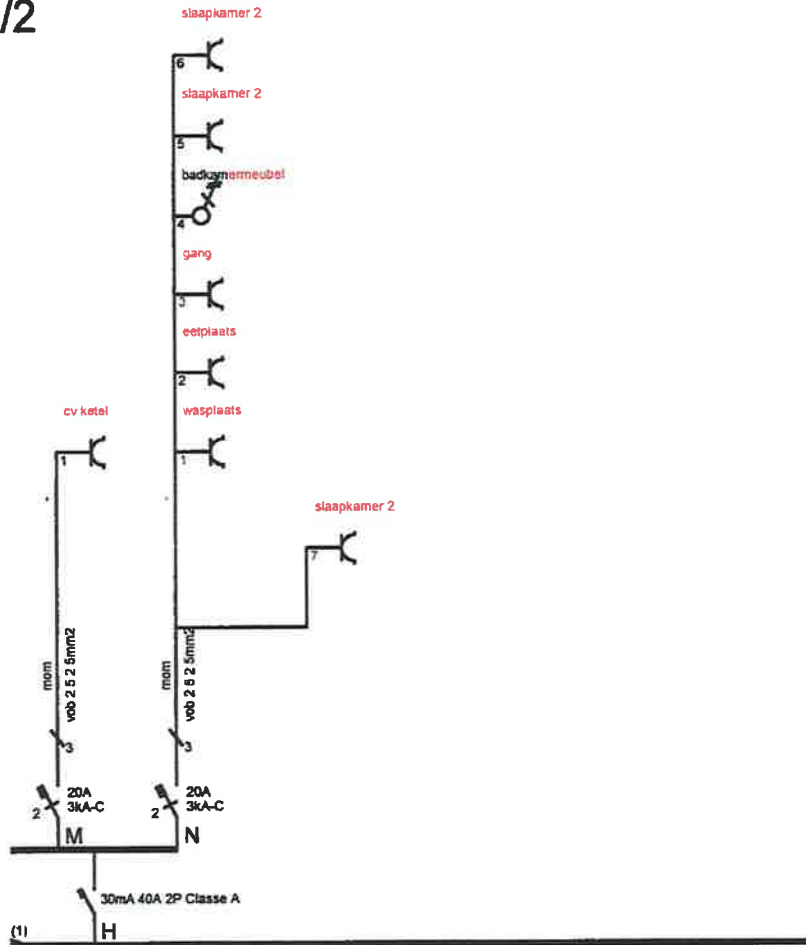 /2
slaapkamer 2
6
slaapkamer 2
5
badkamermeubel
4
gang
3
eetplaats
2
cv ketel
wasplaats
1
1
slaapkamer 2
7
mom
vob 2 5 2 5mm2
mom
vob 2 5 2 5mm2
3
3
20A
3kA-C
2
20A
3kA-C
2
M
N
30mA 40A 2P Classe A
(1)
H